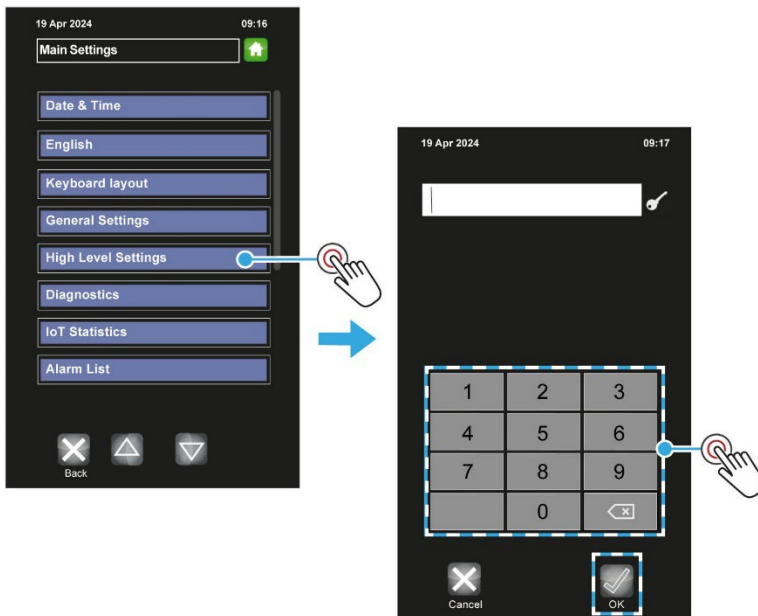 19 Apr 2024 09:16
Main Settings
Date & Time
English
Keyboard layout
General Settings
High Level Settings
Diagnostics
IoT Statistics
Alarm List
Back
19 Apr 2024 09:17
1 2 3
4 5 6
7 8 9
0
Cancel OK